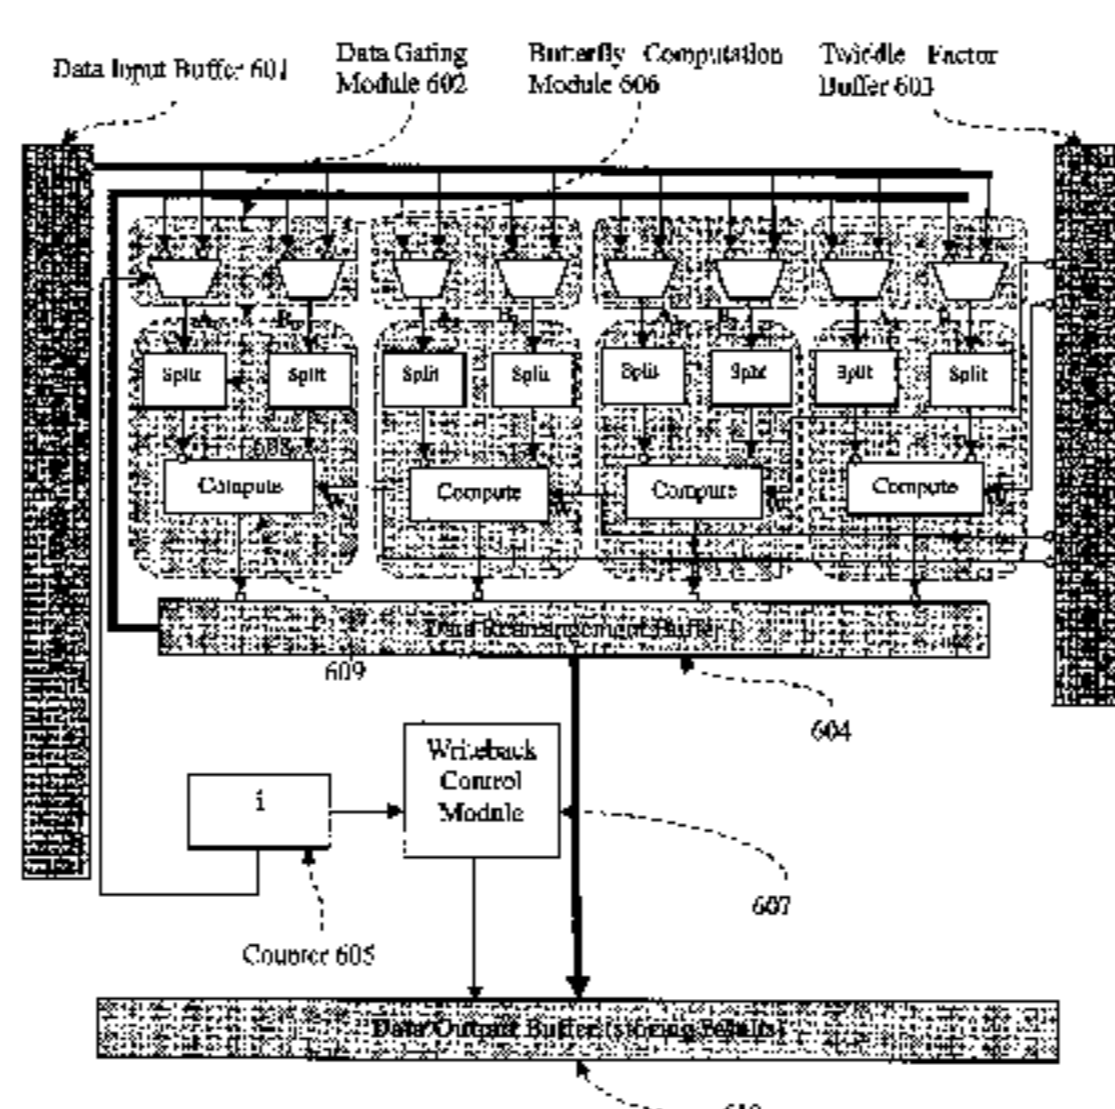 Data Input Buffer 601
Data Gating
Module 602
Butterfly Computation
Module 606
Twiddle Factor
Buffer 603
A
B
A
B
A
B
A
B
Split
Split
Split
Split
Split
Split
Split
Split
608
Compute
Compute
Compute
Compute
Data Rearrangement Buffer
609
604
Writeback
Control
Module
i
607
Counter 605
Data Output Buffer (storing results)